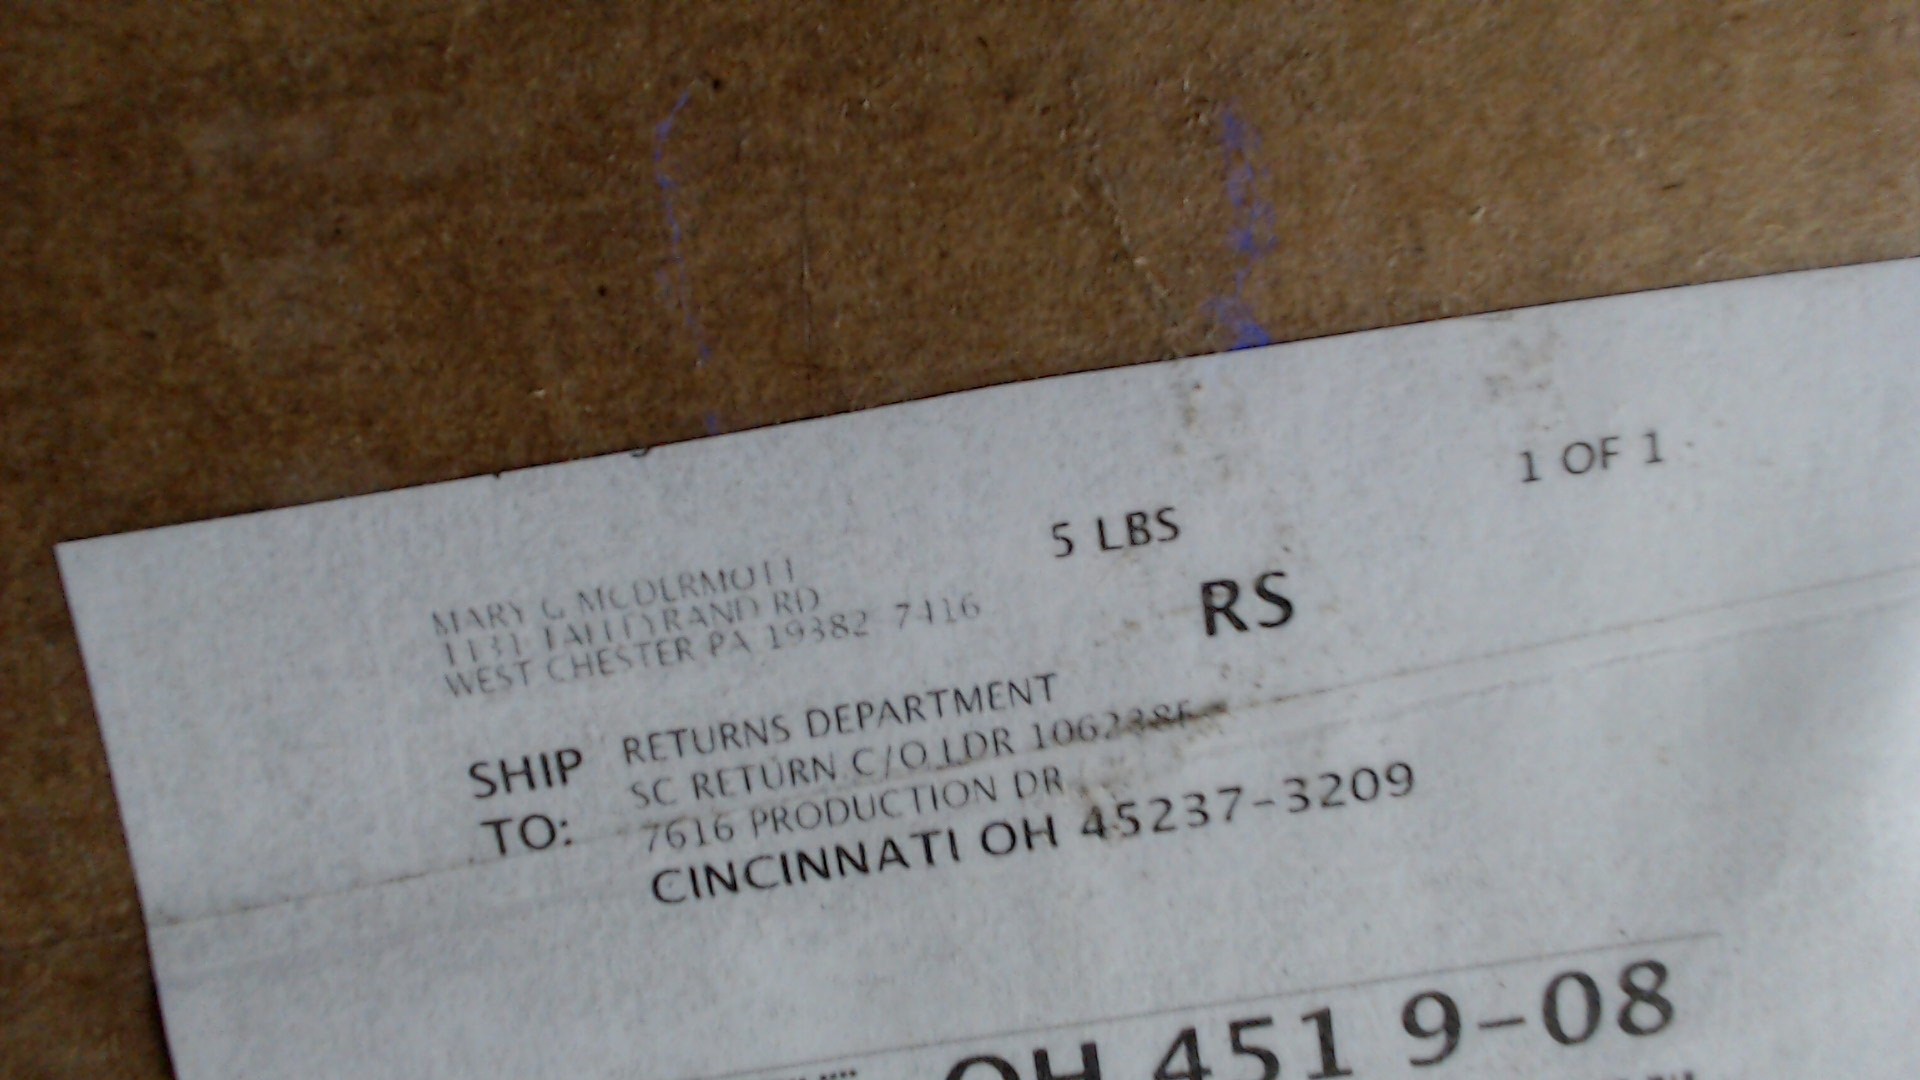 1 OF 1
5 LBS
RS
MARY C MCDERMOTT
1131 RD
WEST CHESTER PA 19382 7416
SHIP TO:
RETURNS DEPARTMENT
SC RETURN C/O LDR
7616 PRODUCTION DR
CINCINNATI OH 45237-3209
OH 451 9-08